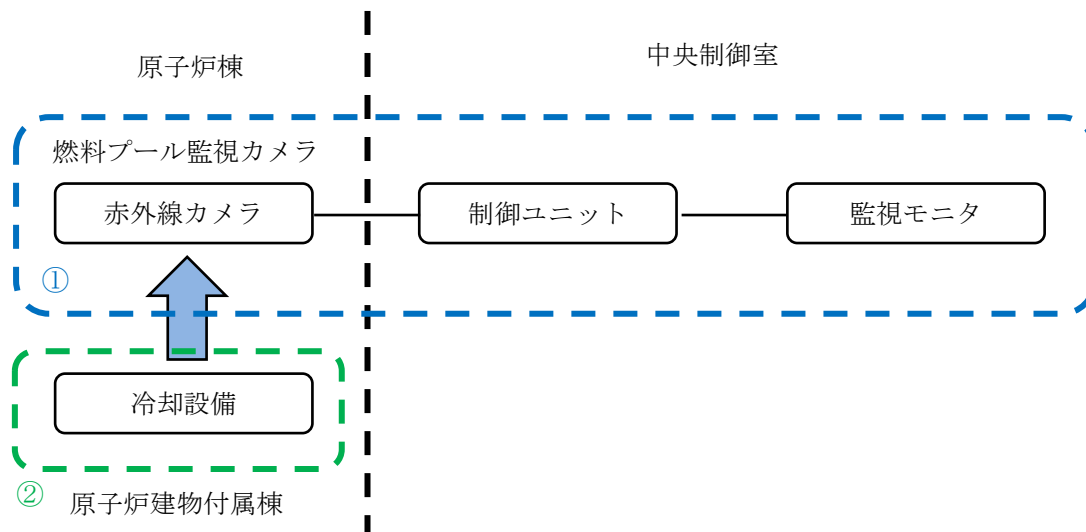 原子炉棟
中央制御室
燃料プール監視カメラ
赤外線カメラ
制御ユニット
監視モニタ
①
冷却設備
②
原子炉建物付属棟